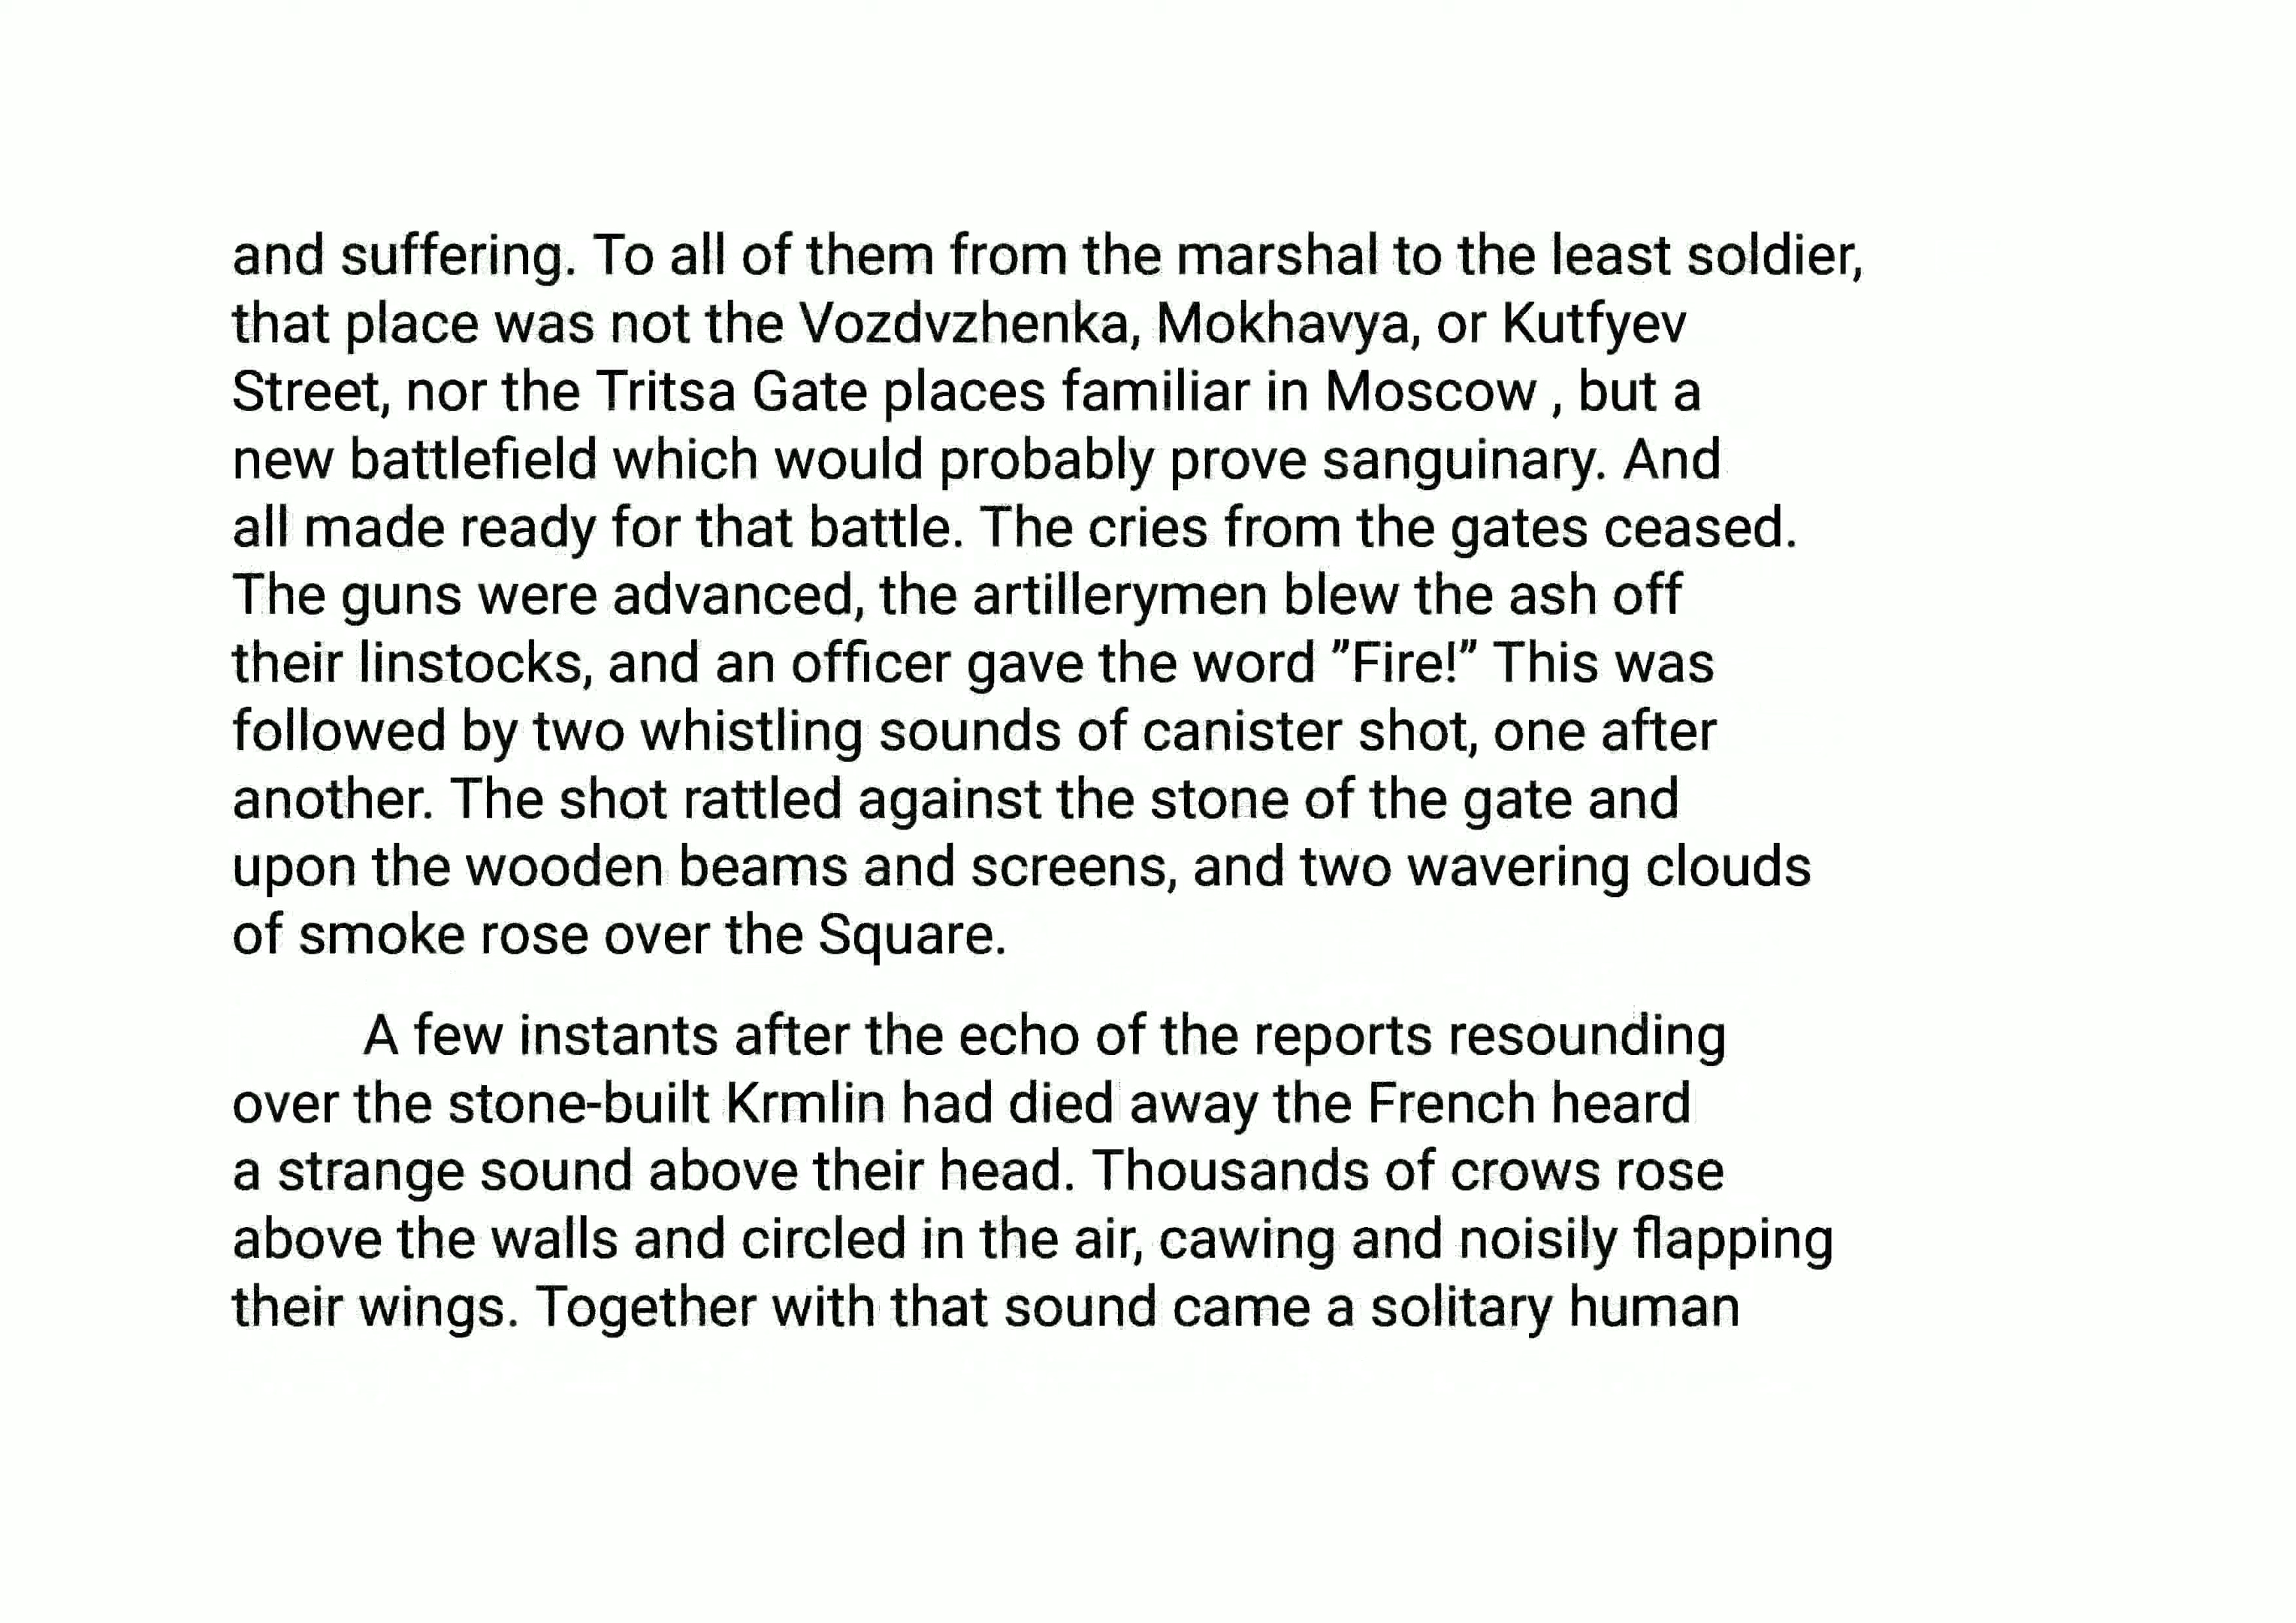 and suffering. To all of them from the marshal to the least soldier,
that place was not the Vozdvzhenka, Mokhavya, or Kutfyev
Street, nor the Tritsa Gate places familiar in Moscow , but a
new battlefield which would probably prove sanguinary. And
all made ready for that battle. The cries from the gates ceased.
The guns were advanced, the artillerymen blew the ash off
their linstocks, and an officer gave the word ”Fire!” This was
followed by two whistling sounds of canister shot, one after
another. The shot rattled against the stone of the gate and
upon the wooden beams and screens, and two wavering clouds
of smoke rose over the Square.
A few instants after the echo of the reports resounding
over the stone-built Krmlin had died away the French heard
a strange sound above their head. Thousands of crows rose
above the walls and circled in the air, cawing and noisily flapping
their wings. Together with that sound came a solitary human